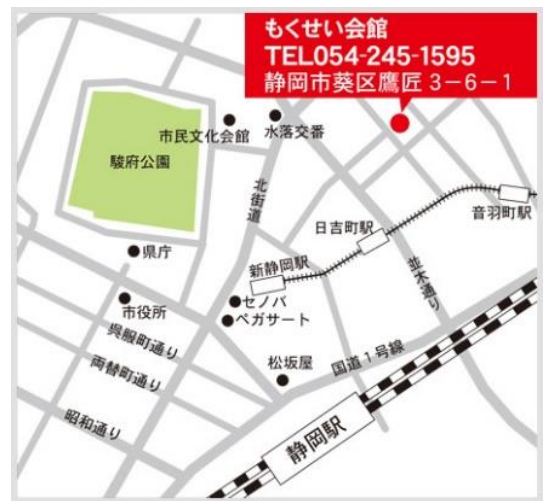 もくせい会館
TEL054-245-1595
静岡市葵区鷹匠3-6-1
市民文化会館
水落交番
駿府公園
北街道
音羽町駅
日吉町駅
県庁
新静岡駅
並木通り
市役所
セノバ
ペガサート
呉服町通り
国道1号線
両替町通り
松坂屋
昭和通り
静岡駅